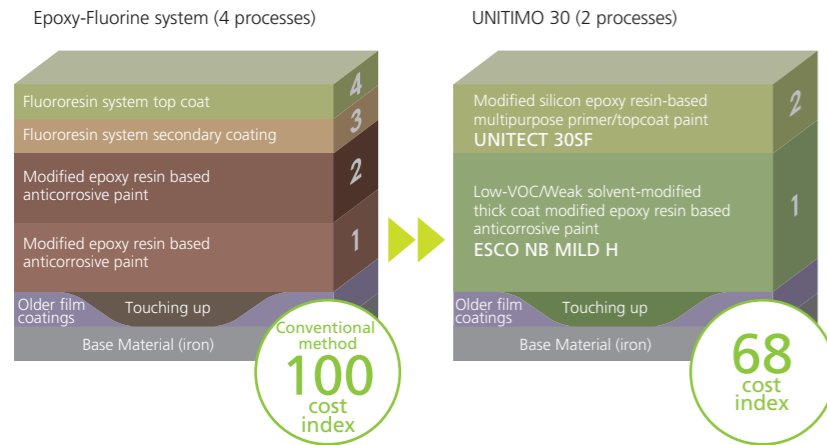 Epoxy-Fluorine system (4 processes)
Fluororesin system top coat
4
Fluororesin system secondary coating
3
Modified epoxy resin based
anticorrosive paint
2
Modified epoxy resin based
anticorrosive paint
1
Older film
coatings
Touching up
Base Material (iron)
Conventional
method
100
cost
index
UNITIMO 30 (2 processes)
Modified silicon epoxy resin-based
multipurpose primer/topcoat paint
UNITECT 30SF
2
Low-VOC/Weak solvent-modified
thick coat modified epoxy resin based
anticorrosive paint
ESCO NB MILD H
1
Older film
coatings
Touching up
Base Material (iron)
68
cost
index